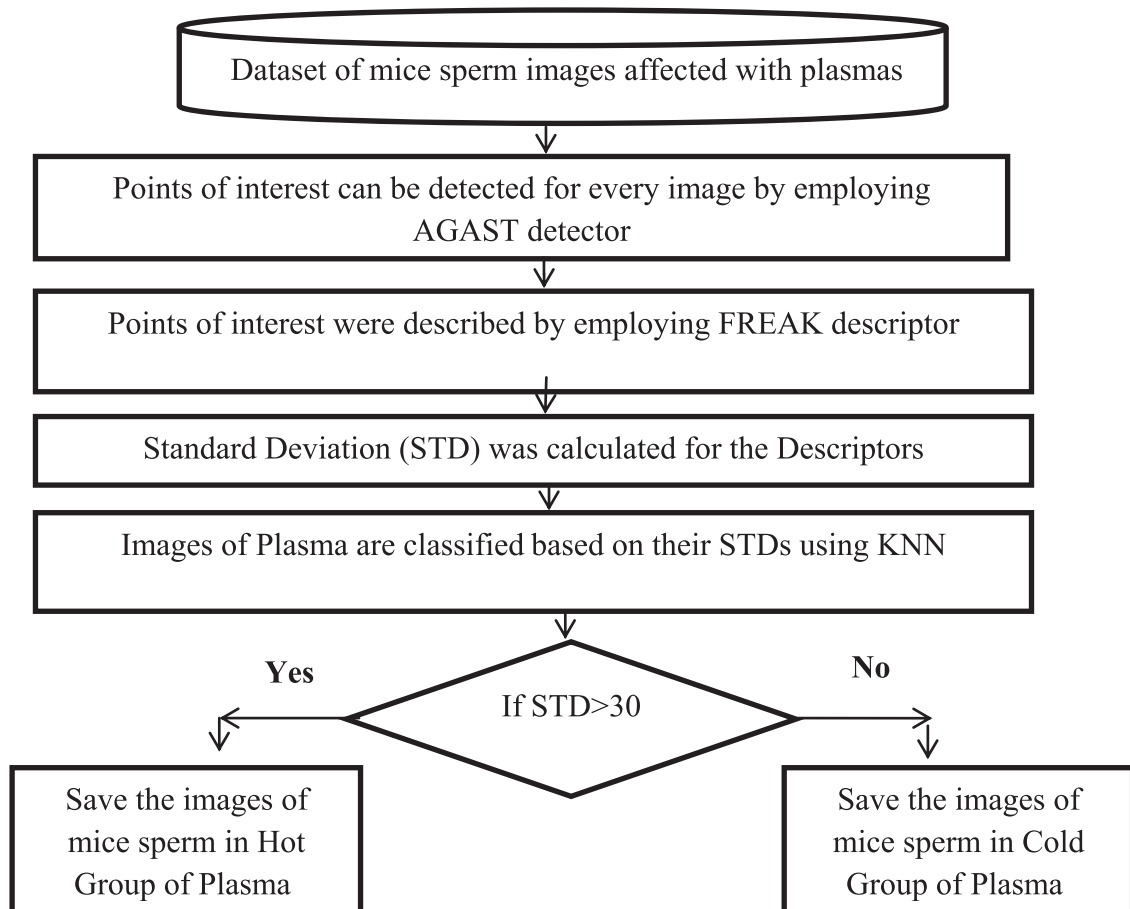 Dataset of mice sperm images affected with plasmas
Points of interest can be detected for every image by employing
AGAST detector
Points of interest were described by employing FREAK descriptor
Standard Deviation (STD) was calculated for the Descriptors
Images of Plasma are classified based on their STDs using KNN
Yes
No
If STD>30
Save the images of
mice sperm in Hot
Group of Plasma
Save the images of
mice sperm in Cold
Group of Plasma